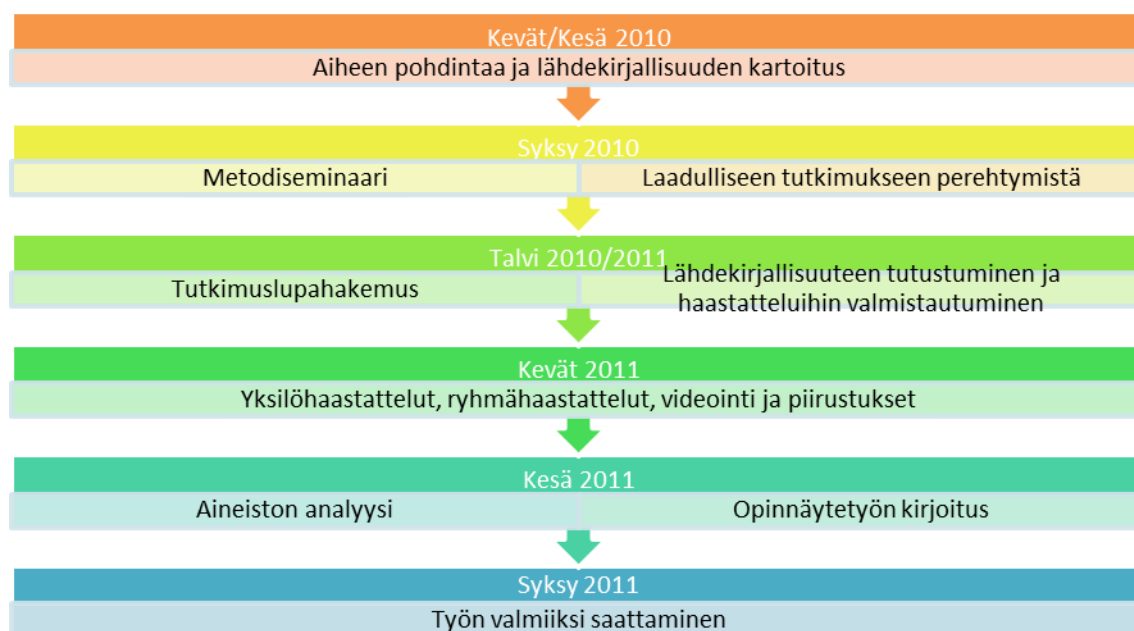 Kevät/Kesä 2010
Aiheen pohdintaa ja lähdekirjallisuuden kartoitus
Syksy 2010
Metodiseminaari
Laadulliseen tutkimukseen perehtymistä
Talvi 2010/2011
Tutkimuslupahakemus
Lähdekirjallisuuteen tutustuminen ja
haastatteluihin valmistautuminen
Kevät 2011
Yksilöhaastattelut, ryhmähaastattelut, videointi ja piirustukset
Kesä 2011
Aineiston analyysi
Opinnäytetyön kirjoitus
Syksy 2011
Työn valmiiksi saattaminen